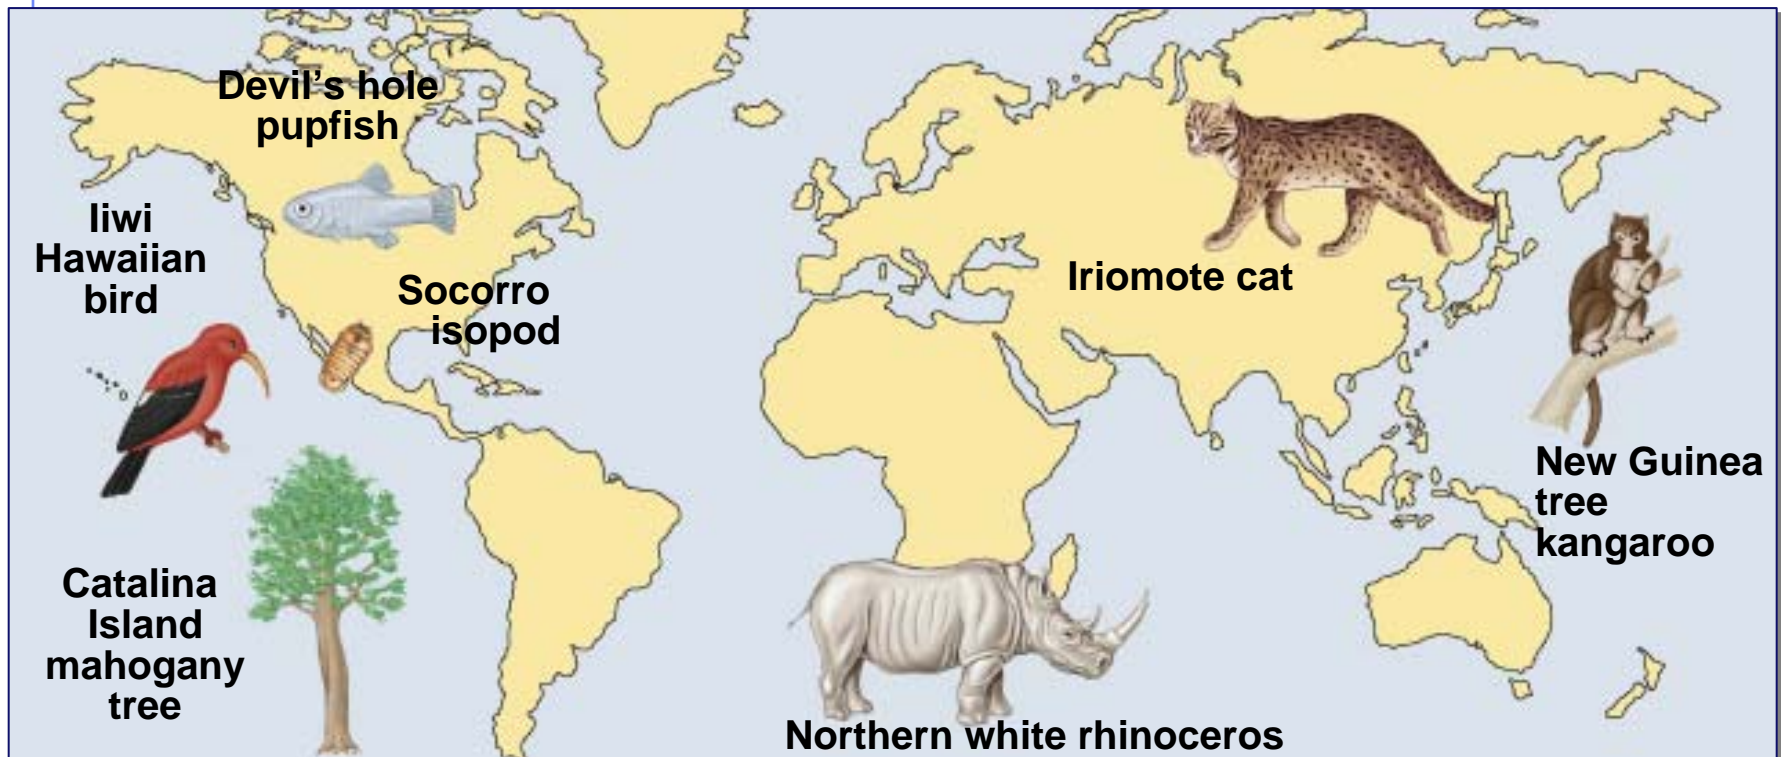 Devil's hole
pupfish
Iiwi
Hawaiian
bird
Socorro
isopod
Iriomote cat
New Guinea
tree
kangaroo
Catalina
Island
mahogany
tree
Northern white rhinoceros